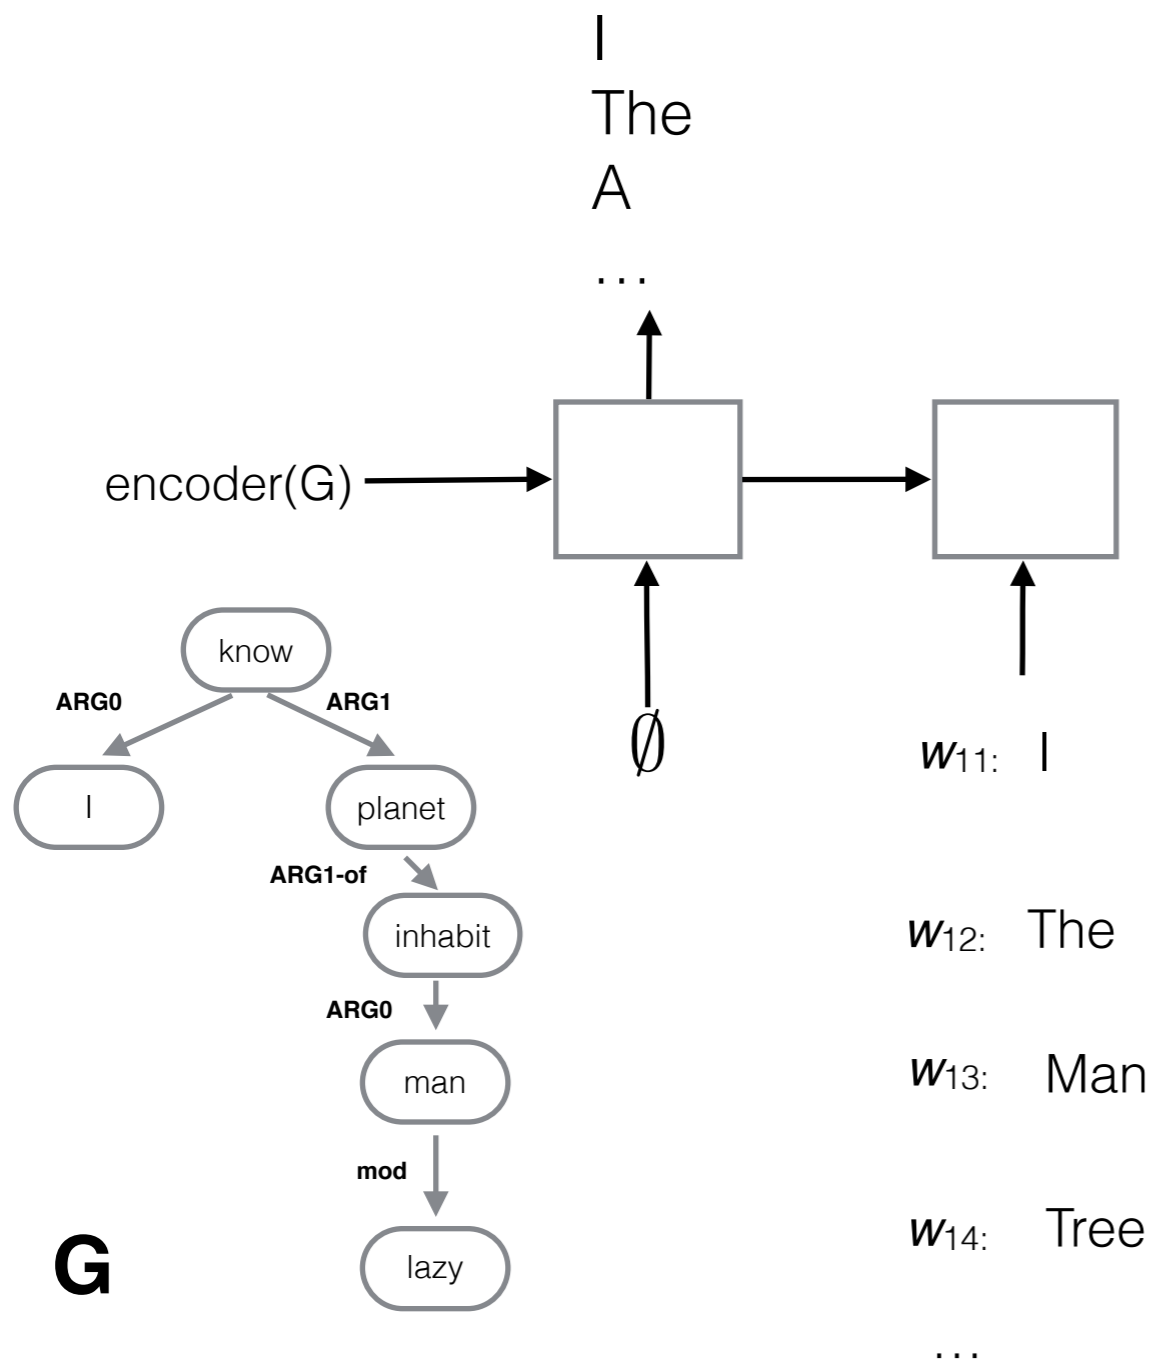 I
The
A
...
encoder(G)
know
ARG0
ARG1
I
planet
ARG1-of
inhabit
ARG0
man
mod
lazy
G
∅
w11: I
w12: The
w13: Man
w14: Tree
...